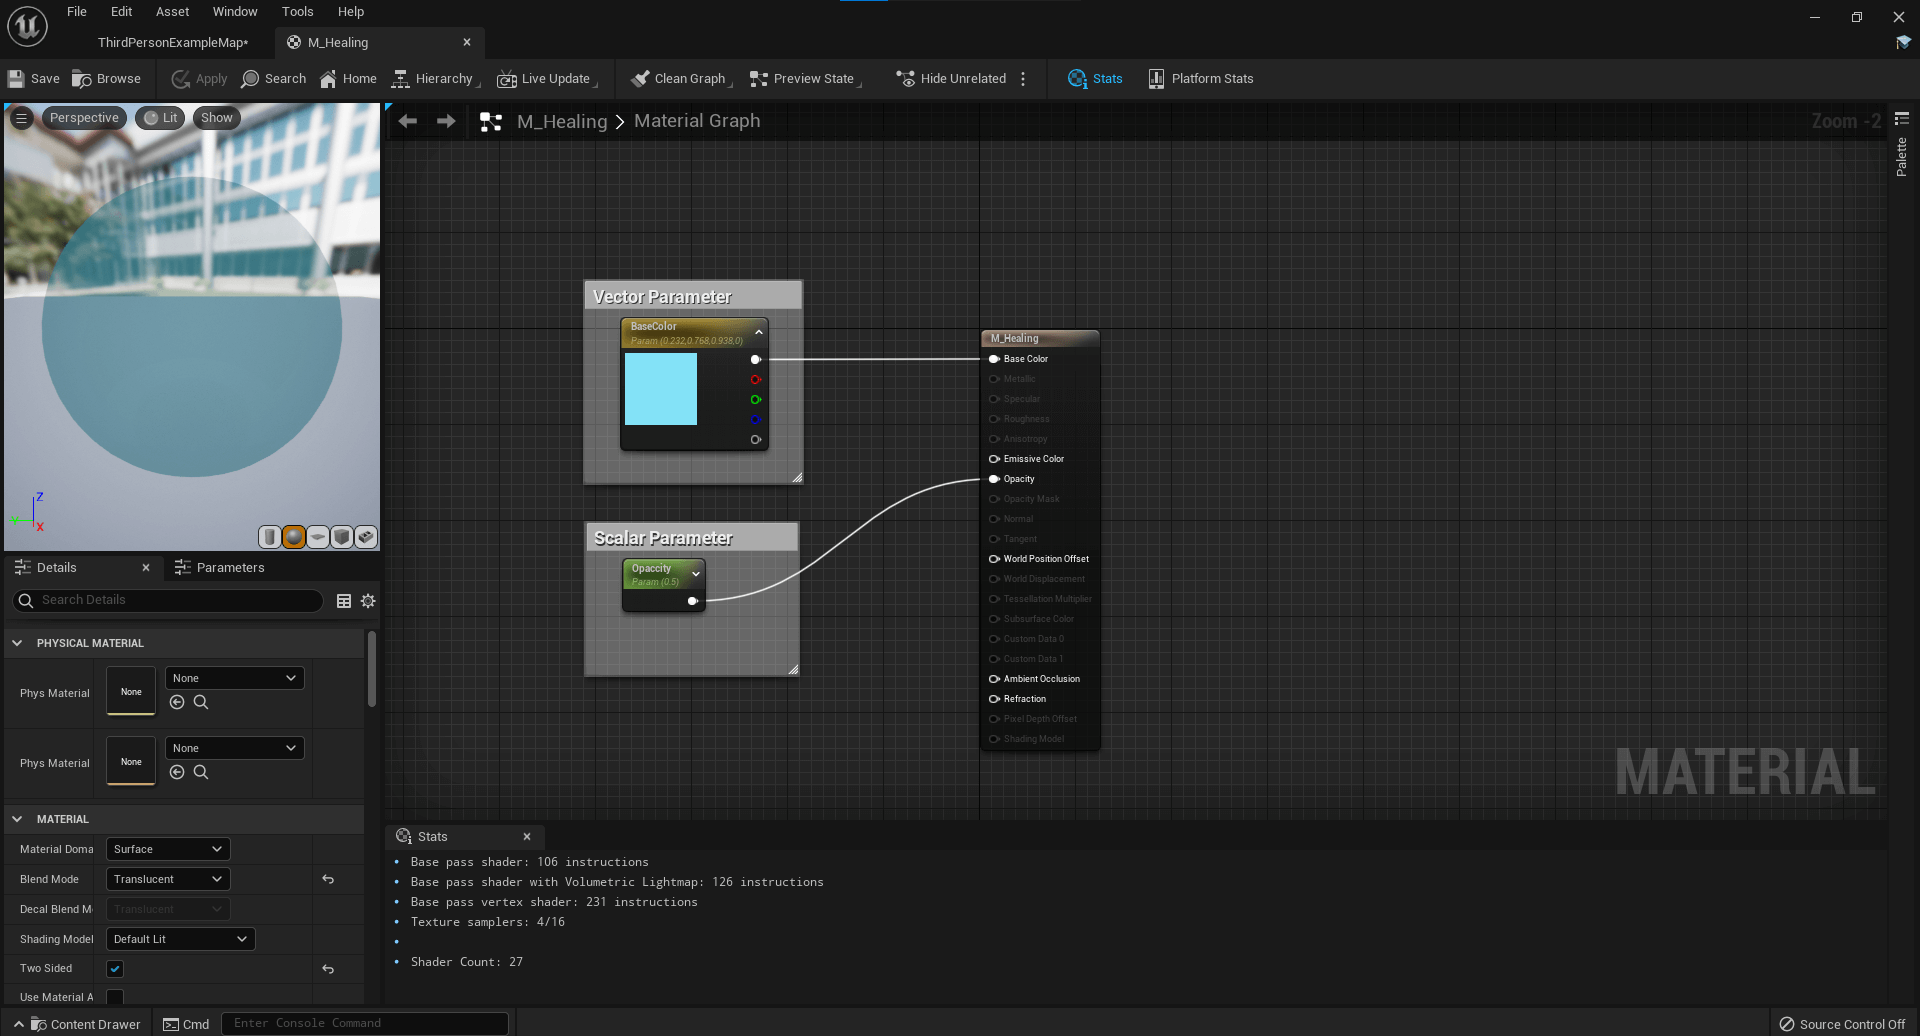 File Edit Asset Window Tools Help
ThirdPersonExampleMap* M_Healing
Save Browse Apply Search Home Hierarchy Live Update Clean Graph Preview State Hide Unrelated Stats Platform Stats
Perspective Lit Show
M_Healing > Material Graph
Zoom -2
Palette
Vector Parameter
BaseColor
Param (0.232,0.768,0.938,0)
Scalar Parameter
Opaccity
Param (0.5)
M_Healing
Base Color
Metallic
Specular
Roughness
Anisotropy
Emissive Color
Opacity
Opacity Mask
Normal
Tangent
World Position Offset
World Displacement
Tessellation Multiplier
Subsurface Color
Custom Data 0
Custom Data 1
Ambient Occlusion
Refraction
Pixel Depth Offset
Shading Model
MATERIAL
Z
X
Details Parameters
Search Details
PHYSICAL MATERIAL
Phys Material None None
Phys Material None None
MATERIAL
Material Doma Surface
Blend Mode Translucent
Decal Blend M Translucent
Shading Model Default Lit
Two Sided
Use Material A
Stats
• Base pass shader: 106 instructions
• Base pass shader with Volumetric Lightmap: 126 instructions
• Base pass vertex shader: 231 instructions
• Texture samplers: 4/16
•
• Shader Count: 27
Content Drawer Cmd Enter Console Command Source Control Off